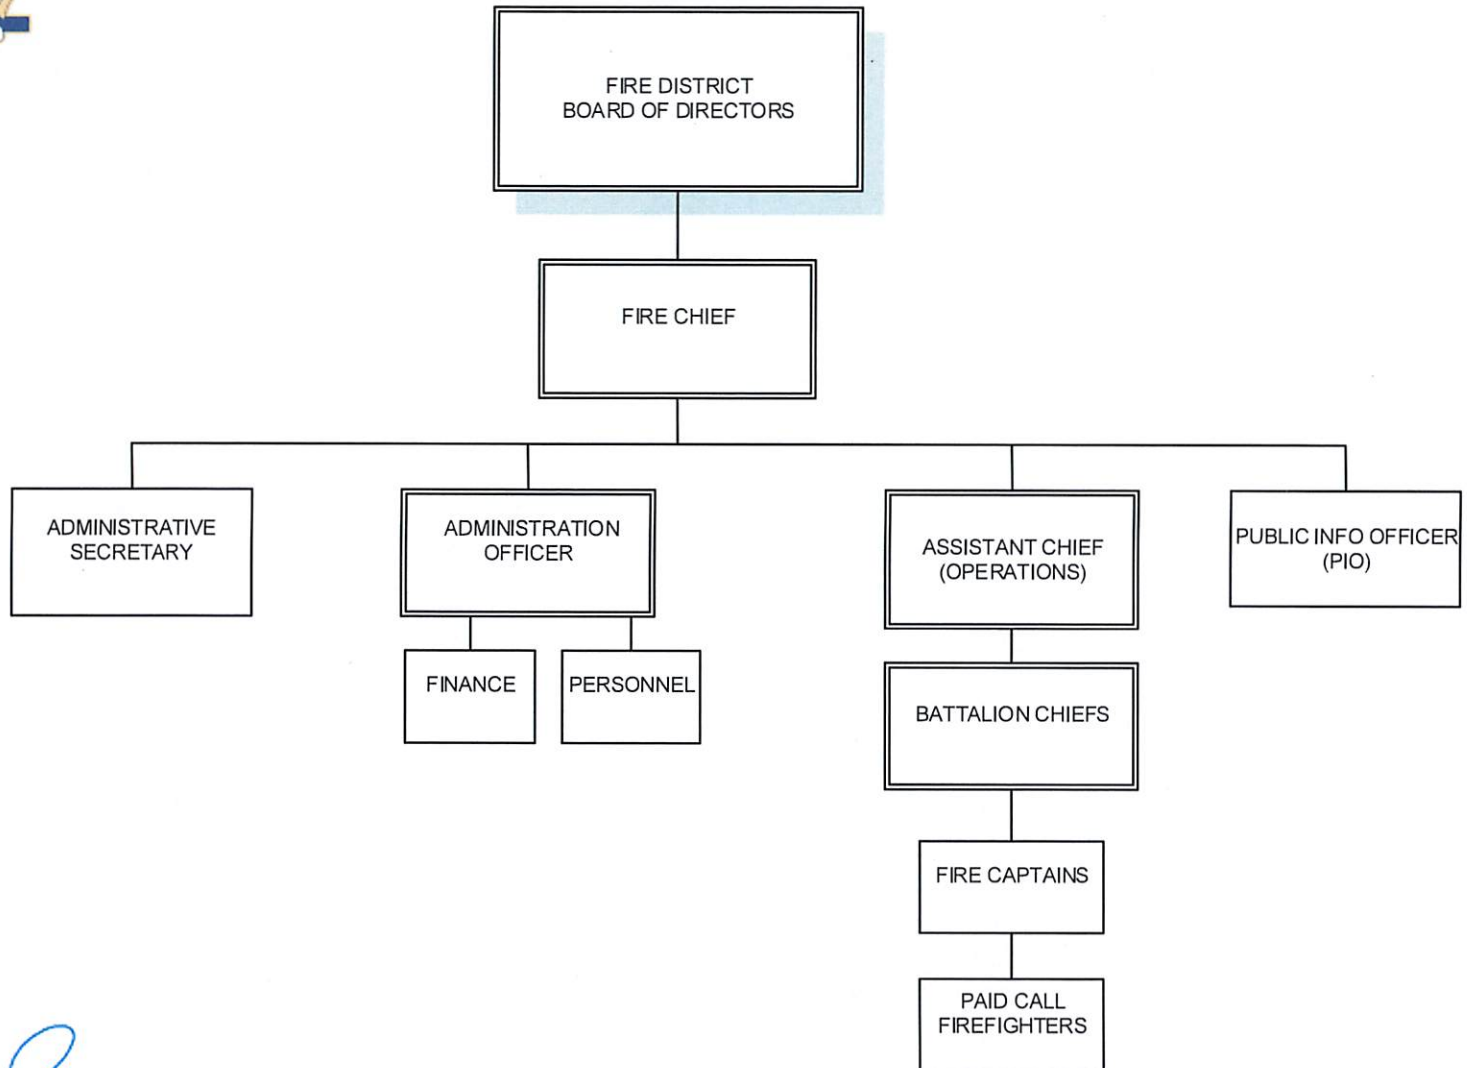 FIRE DISTRICT
BOARD OF DIRECTORS
FIRE CHIEF
ADMINISTRATIVE
SECRETARY
ADMINISTRATION
OFFICER
ASSISTANT CHIEF
(OPERATIONS)
PUBLIC INFO OFFICER
(PIO)
FINANCE
PERSONNEL
BATTALION CHIEFS
FIRE CAPTAINS
PAID CALL
FIREFIGHTERS